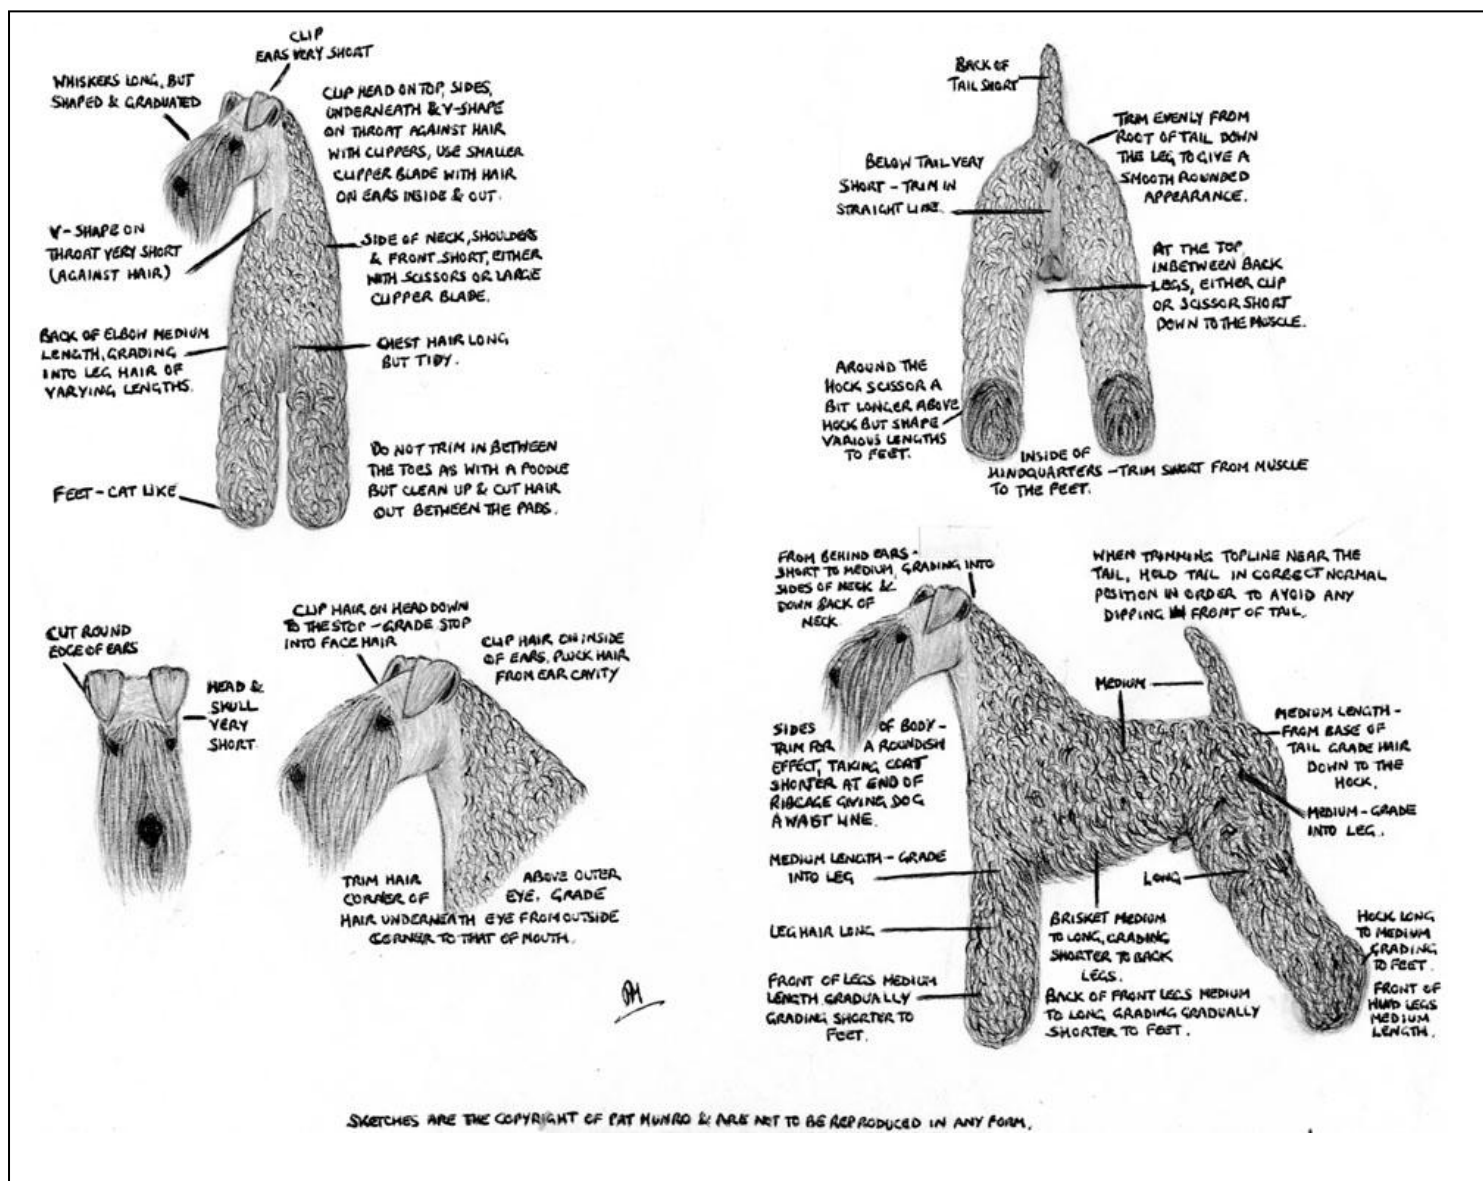 CLIP
EARS VERY SHORT
WHISKERS LONG, BUT
SHAPED & GRADUATED
CLIP HEAD ON TOP, SIDES,
UNDERNEATH & V-SHAPE
ON THROAT AGAINST HAIR
WITH CLIPPERS, USE SMALLER
CLIPPER BLADE WITH HAIR
ON EARS INSIDE & OUT.
V-SHAPE ON
THROAT VERY SHORT
(AGAINST HAIR)
SIDE OF NECK, SHOULDERS
& FRONT SHORT, EITHER
WITH SCISSORS OR LARGE
CLIPPER BLADE.
BACK OF ELBOW MEDIUM
LENGTH, GRADING
INTO LEG HAIR OF
VARYING LENGTHS.
CHEST HAIR LONG
BUT TIDY.
DO NOT TRIM IN BETWEEN
THE TOES AS WITH A POODLE
BUT CLEAN UP & CUT HAIR
OUT BETWEEN THE PADS.
FEET - CAT LIKE
BACK OF
TAIL SHORT
TRIM EVENLY FROM
ROOT OF TAIL DOWN
THE LEG TO GIVE A
SMOOTH ROUNDED
APPEARANCE.
BELOW TAIL VERY
SHORT - TRIM IN
STRAIGHT LINE.
AT THE TOP
INBETWEEN BACK
LEGS, EITHER CLIP
OR SCISSOR SHORT
DOWN TO THE MUSCLE.
AROUND THE
HOCK SCISSOR A
BIT LONGER ABOVE
HOCK BUT SHAPE
VARIOUS LENGTHS
TO FEET.
INSIDE OF
HINDQUARTERS - TRIM SHORT FROM MUSCLE
TO THE FEET.
CUT ROUND
EDGE OF EARS
HEAD &
SKULL
VERY
SHORT.
CLIP HAIR ON HEAD DOWN
TO THE STOP - GRADE STOP
INTO FACE HAIR
CLIP HAIR ON INSIDE
OF EARS. PLUCK HAIR
FROM EAR CAVITY
TRIM HAIR ABOVE OUTER
CORNER OF EYE. GRADE
HAIR UNDERNEATH EYE FROM OUTSIDE
CORNER TO THAT OF MOUTH.
FROM BEHIND EARS -
SHORT TO MEDIUM, GRADING INTO
SIDES OF NECK &
DOWN BACK OF
NECK.
WHEN TRIMMING TOPLINE NEAR THE
TAIL, HOLD TAIL IN CORRECT NORMAL
POSITION IN ORDER TO AVOID ANY
DIPPING IN FRONT OF TAIL.
MEDIUM
SIDES OF BODY -
TRIM FOR A ROUNDISH
EFFECT, TAKING COAT
SHORTER AT END OF
RIBCAGE GIVING DOG
A WAIST LINE.
MEDIUM LENGTH -
FROM BASE OF
TAIL GRADE HAIR
DOWN TO THE
HOCK.
MEDIUM - GRADE
INTO LEG.
MEDIUM LENGTH - GRADE
INTO LEG
LONG
LEG HAIR LONG
BRISKET MEDIUM
TO LONG, GRADING
SHORTER TO BACK
LEGS.
HOCK LONG
TO MEDIUM
GRADING
TO FEET.
FRONT OF LEGS MEDIUM
LENGTH GRADUALLY
GRADING SHORTER TO
FEET.
BACK OF FRONT LEGS MEDIUM
TO LONG GRADING GRADUALLY
SHORTER TO FEET.
FRONT OF
HIND LEGS
MEDIUM
LENGTH.
SKETCHES ARE THE COPYRIGHT OF PAT MUNRO & ARE NOT TO BE REPRODUCED IN ANY FORM.